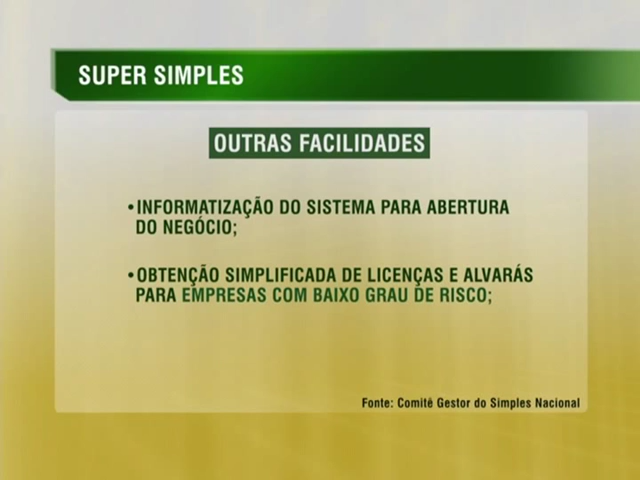 SUPER SIMPLES
OUTRAS FACILIDADES
•INFORMATIZAÇÃO DO SISTEMA PARA ABERTURA
DO NEGÓCIO;
•OBTENÇÃO SIMPLIFICADA DE LICENÇAS E ALVARÁS
PARA EMPRESAS COM BAIXO GRAU DE RISCO;
Fonte: Comitê Gestor do Simples Nacional